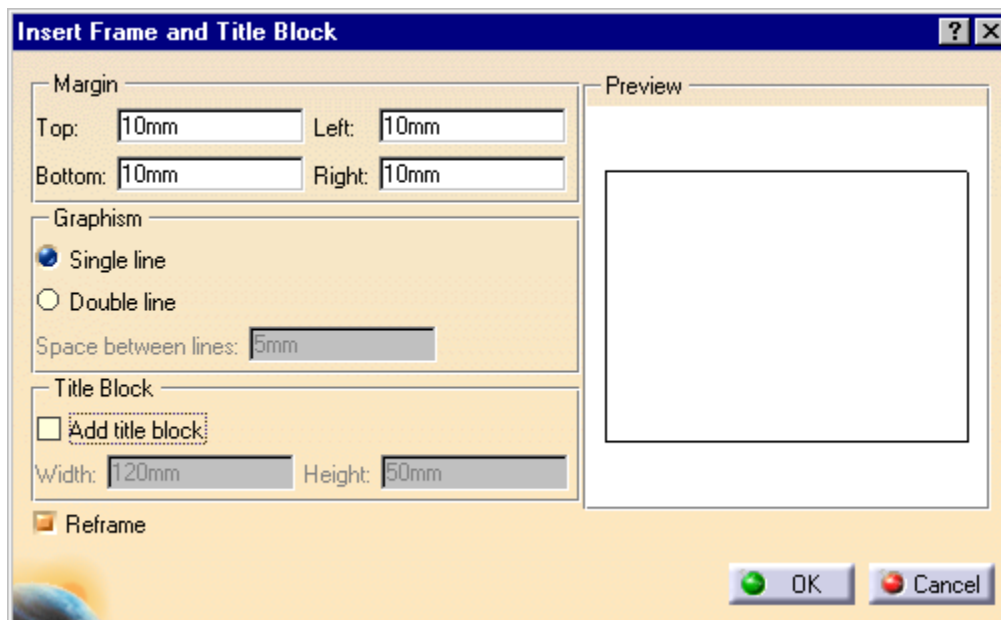 Insert Frame and Title Block
Margin
Top: 10mm Left: 10mm
Bottom: 10mm Right: 10mm
Graphism
Single line
Double line
Space between lines: 5mm
Title Block
Add title block
Width: 120mm Height: 50mm
Reframe
Preview
OK Cancel